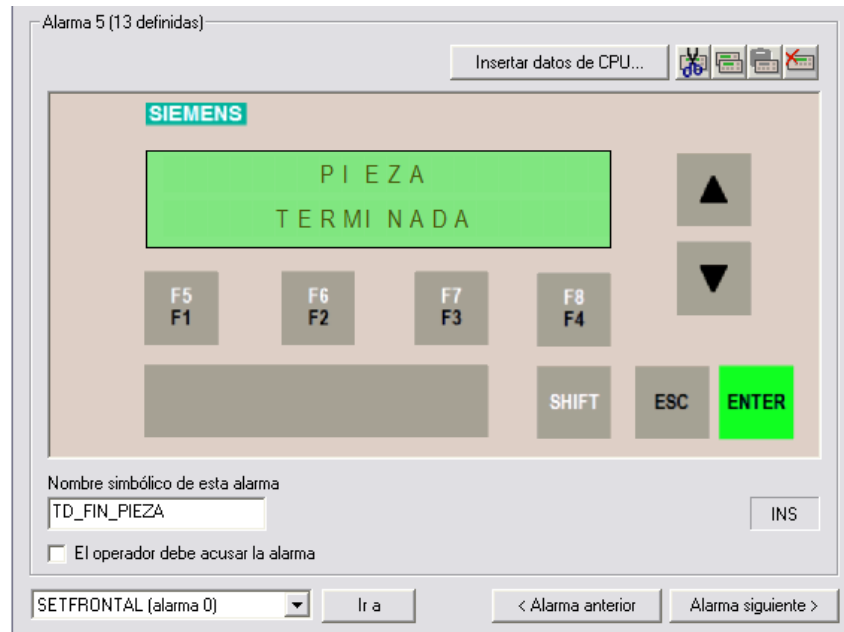 Alarma 5 (13 definidas)
Insertar datos de CPU...
SIEMENS
PIEZA
TERMINADA
F5 F6 F7 F8
F1 F2 F3 F4
SHIFT ESC ENTER
Nombre simbólico de esta alarma
TD_FIN_PIEZA
INS
El operador debe acusar la alarma
SETFRONTAL (alarma 0) Ir a < Alarma anterior Alarma siguiente >